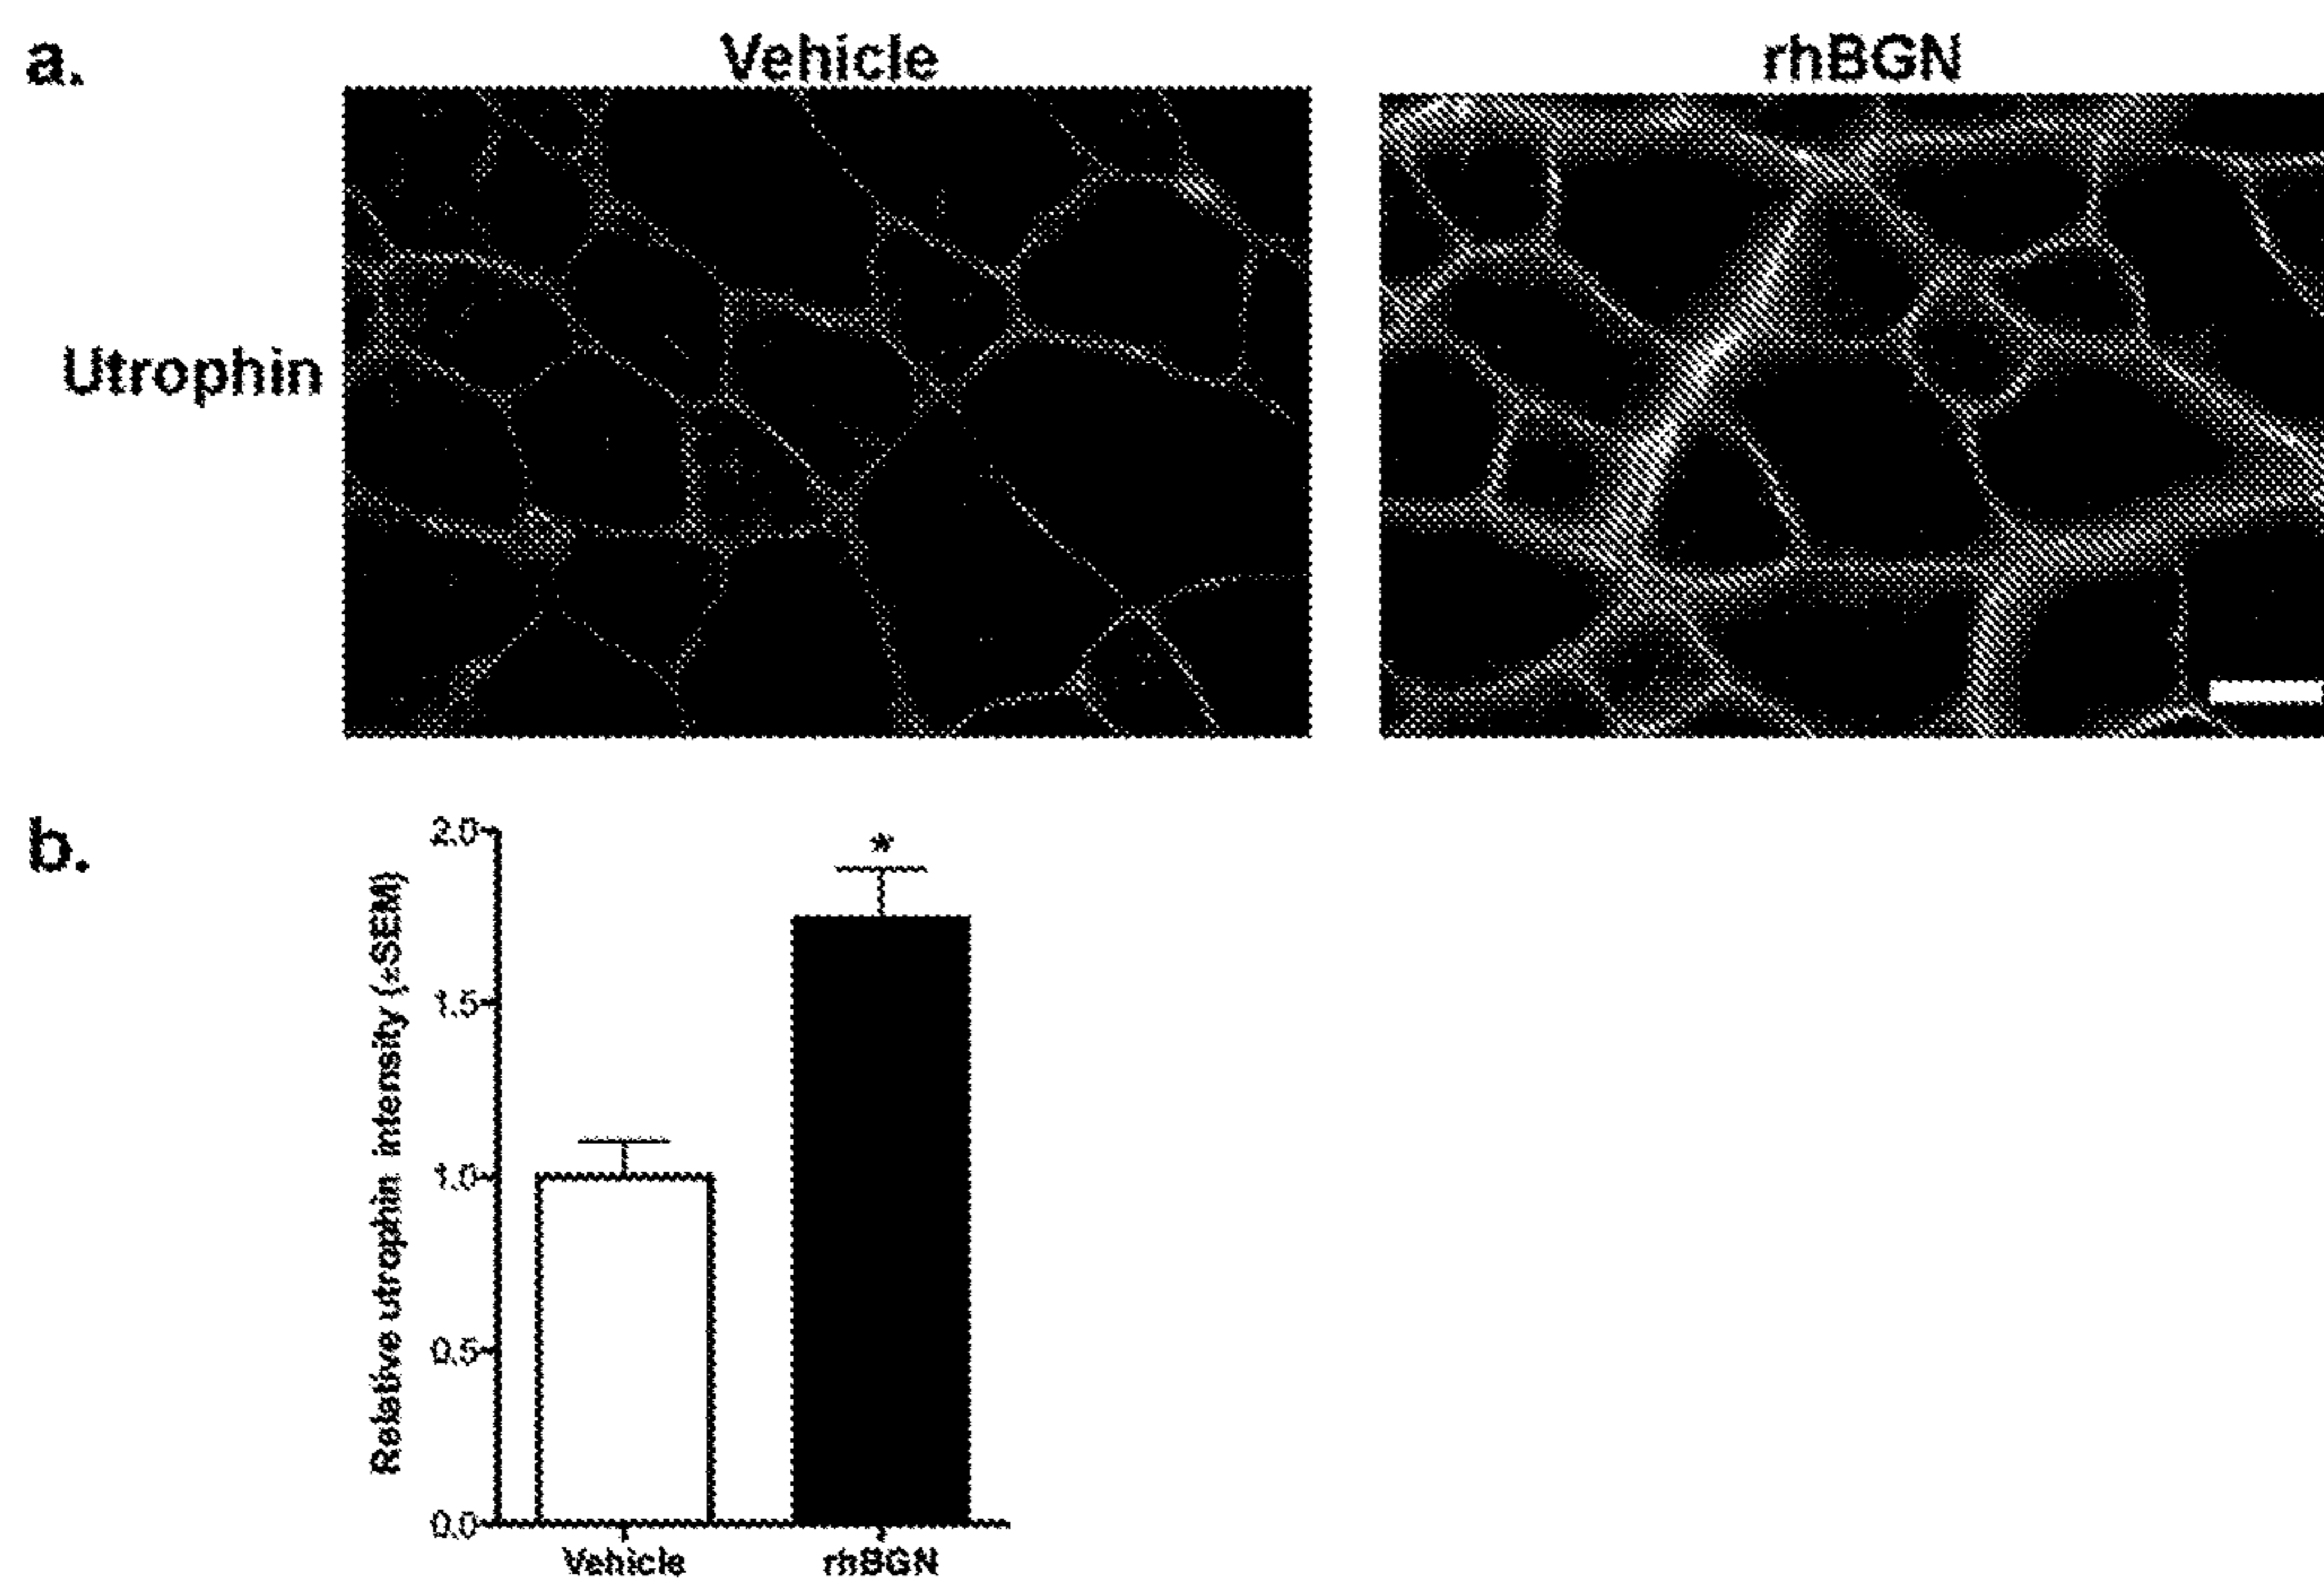 a.
Vehicle
rhBGN
Utrophin
b.
2.0
1.5
1.0
0.5
0.0
Relative utrophin intensity (±SEM)
*
Vehicle
rhBGN